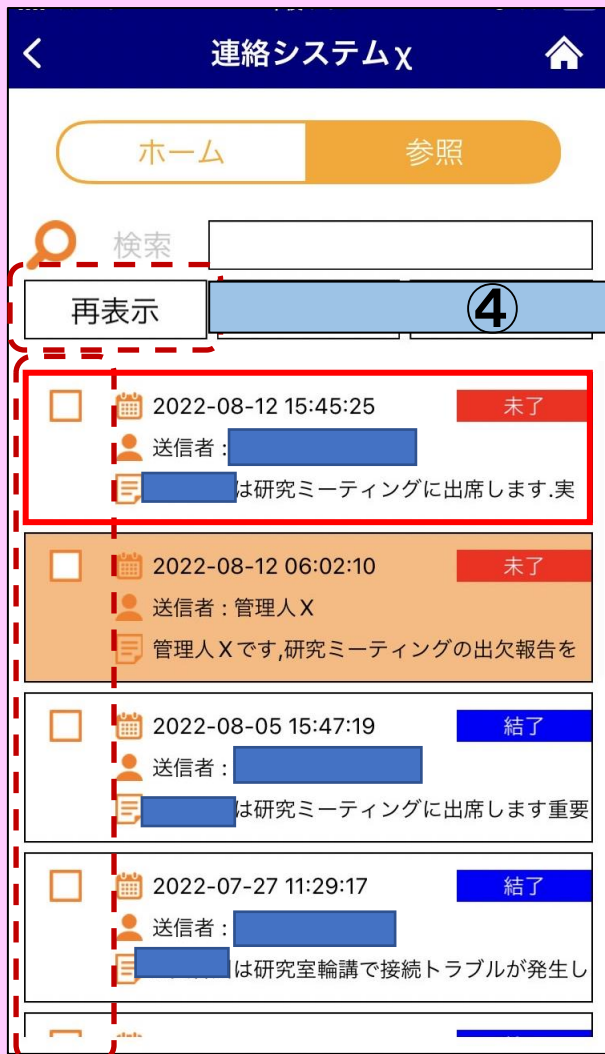 連絡システムχ
ホーム 参照
検索
再表示 ④
2022-08-12 15:45:25 未了
送信者：
は研究ミーティングに出席します.実
2022-08-12 06:02:10 未了
送信者：管理人X
管理人Xです,研究ミーティングの出欠報告を
2022-08-05 15:47:19 結了
送信者：
は研究ミーティングに出席します重要
2022-07-27 11:29:17 結了
送信者：
は研究室輪講で接続トラブルが発生し